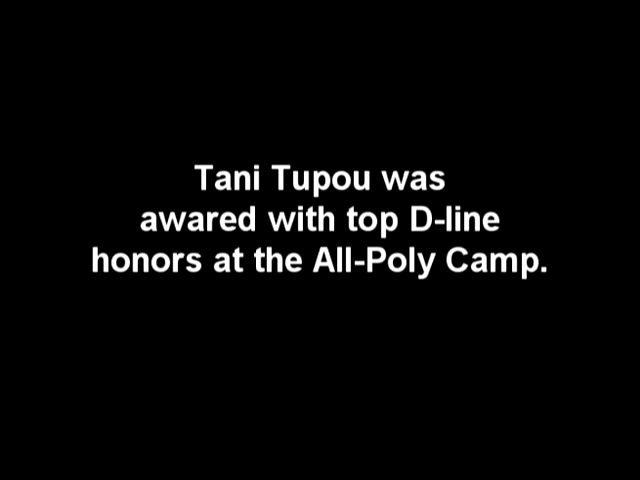 Tani Tupou was
awared with top D-line
honors at the All-Poly Camp.